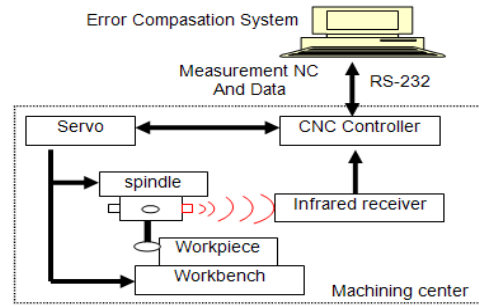 Error Compasation System
Measurement NC
And Data
RS-232
Servo
CNC Controller
spindle
Infrared receiver
Workpiece
Workbench
Machining center